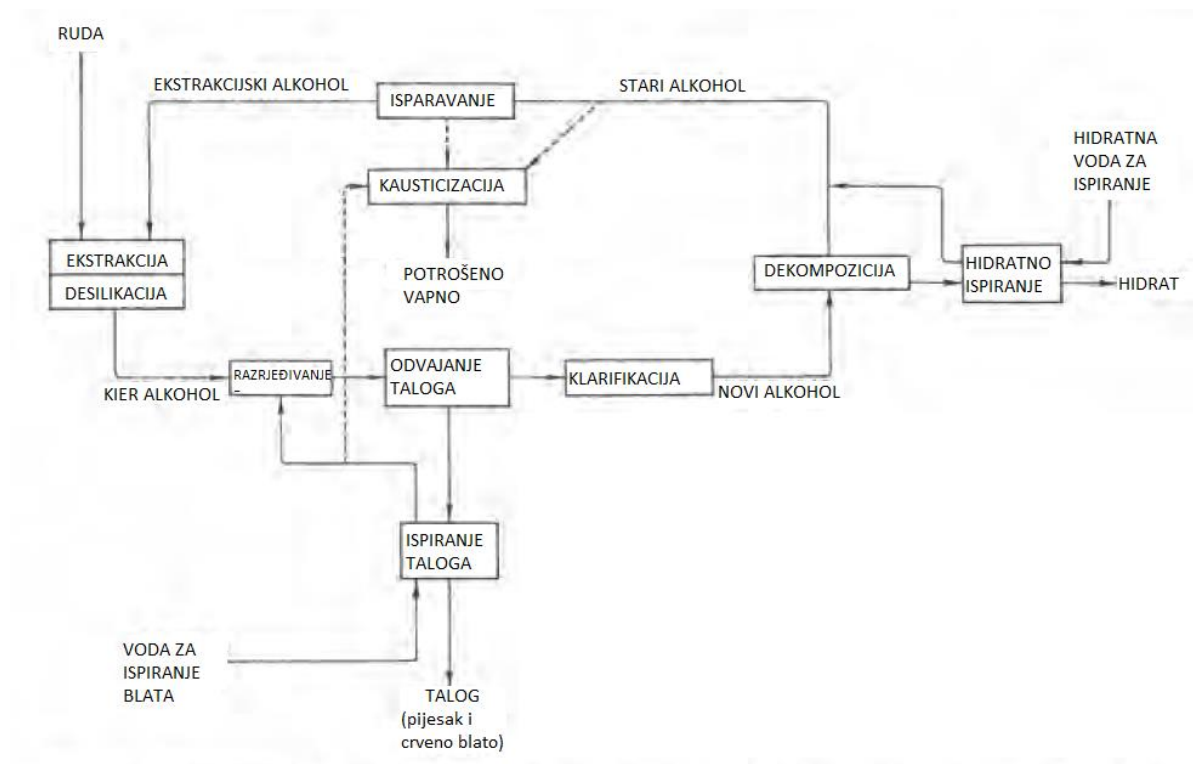 RUDA
EKSTRAKCIJSKI ALKOHOL
ISPARAVANJE
STARI ALKOHOL
HIDRATNA
VODA ZA
ISPIRANJE
KAUSTICIZACIJA
EKSTRAKCIJA
DESILIKACIJA
POTROŠENO
VAPNO
DEKOMPOZICIJA
HIDRATNO
ISPIRANJE
HIDRAT
KIER ALKOHOL
RAZRJEĐIVANJE
-
ODVAJANJE
TALOGA
KLARIFIKACIJA
NOVI ALKOHOL
ISPIRANJE
TALOGA
VODA ZA
ISPIRANJE
BLATA
TALOG
(pijesak i
crveno blato)